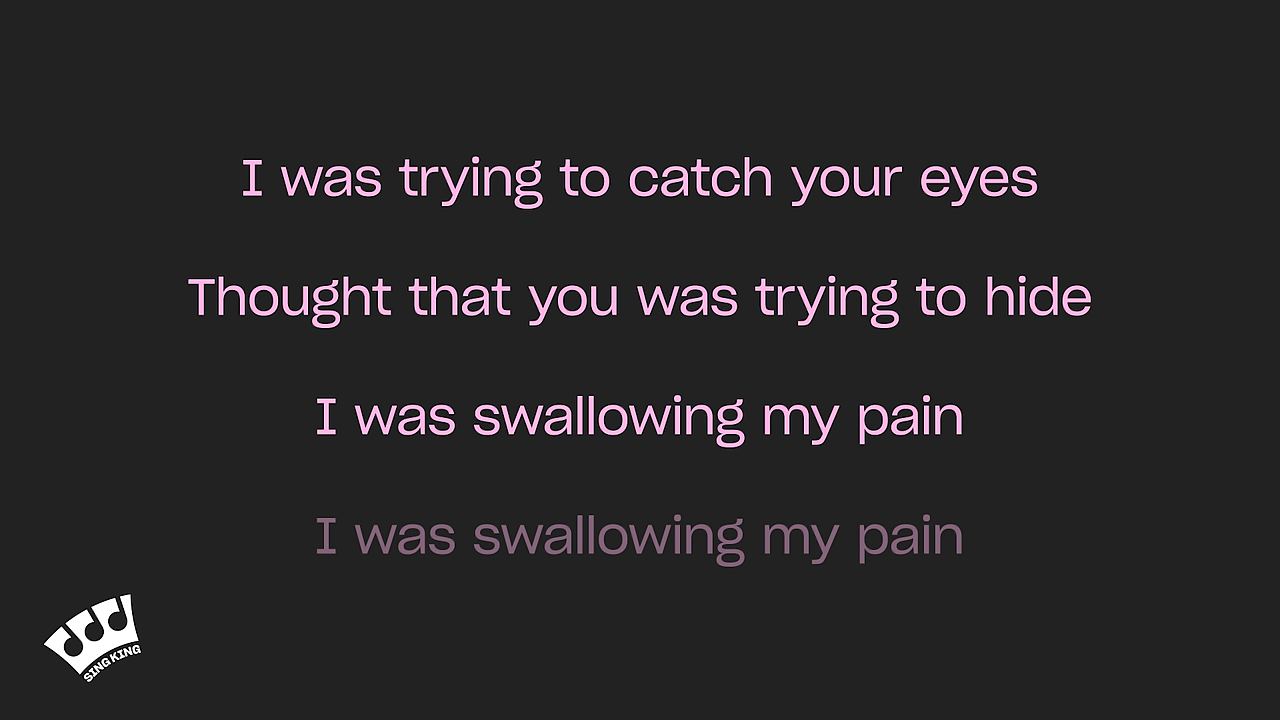 I was trying to catch your eyes
Thought that you was trying to hide
I was swallowing my pain
I was swallowing my pain
SING KING